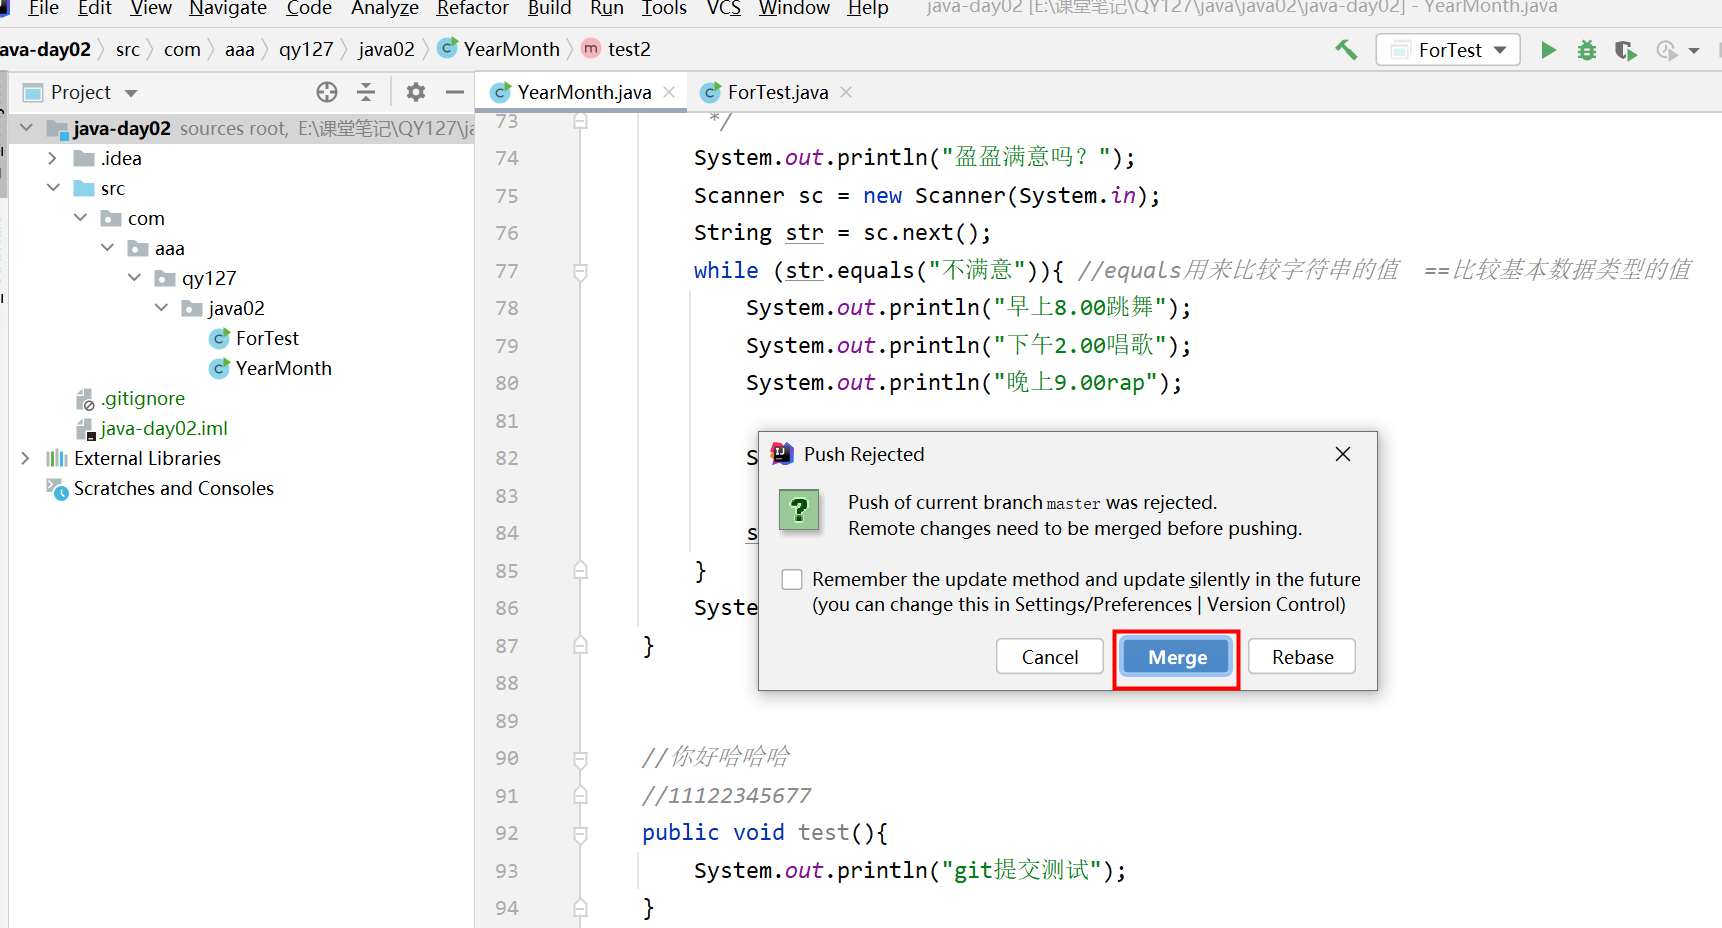 File Edit View Navigate Code Analyze Refactor Build Run Tools VCS Window Help java-day02 [E:\课堂笔记\QY127\java\java02\java-day02] - YearMonth.java
ava-day02 src com aaa qy127 java02 YearMonth test2 ForTest
Project
YearMonth.java ForTest.java
java-day02 sources root, E:\课堂笔记\QY127\ja
.idea
src
com
aaa
qy127
java02
ForTest
YearMonth
.gitignore
java-day02.iml
External Libraries
Scratches and Consoles
73 */
74 System.out.println("盈盈满意吗？");
75 Scanner sc = new Scanner(System.in);
76 String str = sc.next();
77 while (str.equals("不满意")){ //equals用来比较字符串的值 ==比较基本数据类型的值
78 System.out.println("早上8.00跳舞");
79 System.out.println("下午2.00唱歌");
80 System.out.println("晚上9.00rap");
81
82 S
83
84 s
85 }
86 Syste
87 }
88
89
90 //你好哈哈哈
91 //11122345677
92 public void test(){
93 System.out.println("git提交测试");
94 }
Push Rejected
Push of current branch master was rejected.
Remote changes need to be merged before pushing.
Remember the update method and update silently in the future
(you can change this in Settings/Preferences | Version Control)
Cancel Merge Rebase